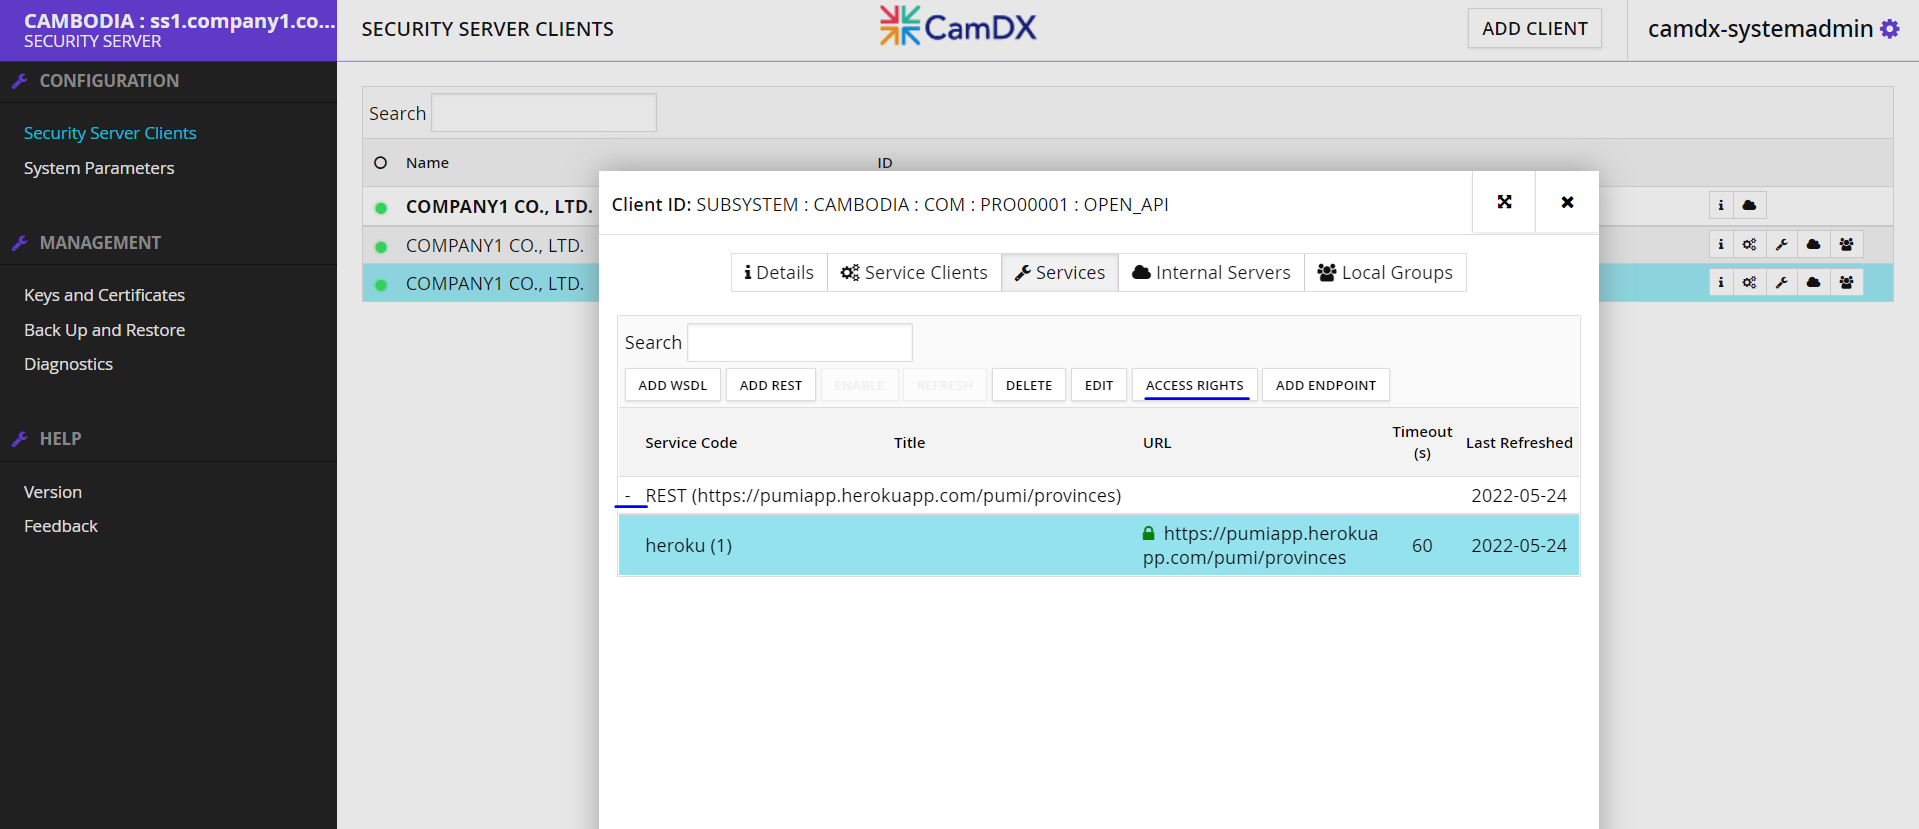 CAMBODIA : ss1.company1.co...
SECURITY SERVER
SECURITY SERVER CLIENTS
CamDX
ADD CLIENT
camdx-systemadmin
CONFIGURATION
Security Server Clients
System Parameters
MANAGEMENT
Keys and Certificates
Back Up and Restore
Diagnostics
HELP
Version
Feedback
Search
Name ID
COMPANY1 CO., LTD.
COMPANY1 CO., LTD.
COMPANY1 CO., LTD.
Client ID: SUBSYSTEM : CAMBODIA : COM : PRO00001 : OPEN_API
Details Service Clients Services Internal Servers Local Groups
Search
ADD WSDL ADD REST ENABLE REFRESH DELETE EDIT ACCESS RIGHTS ADD ENDPOINT
Service Code Title URL Timeout (s) Last Refreshed
- REST (https://pumiapp.herokuapp.com/pumi/provinces) 2022-05-24
heroku (1) https://pumiapp.herokua
pp.com/pumi/provinces 60 2022-05-24